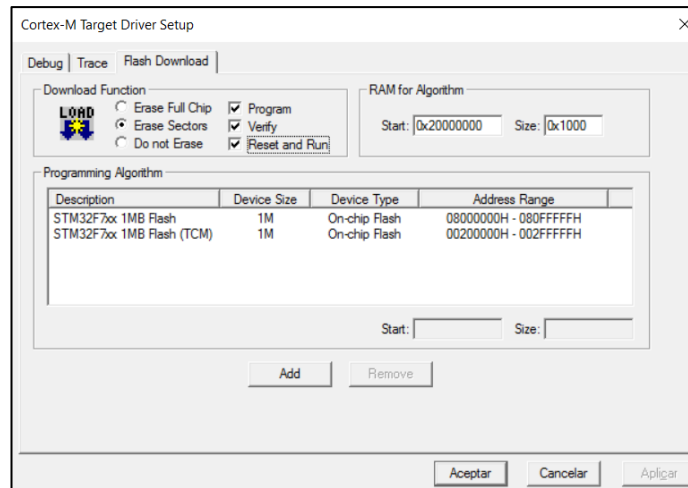 Cortex-M Target Driver Setup
Debug Trace Flash Download
Download Function
LOAD
Erase Full Chip Program
Erase Sectors Verify
Do not Erase Reset and Run
RAM for Algorithm
Start: 0x20000000 Size: 0x1000
Programming Algorithm
Description Device Size Device Type Address Range
STM32F7xx 1MB Flash 1M On-chip Flash 08000000H - 080FFFFFH
STM32F7xx 1MB Flash (TCM) 1M On-chip Flash 00200000H - 002FFFFFH
Start: Size:
Add Remove
Aceptar Cancelar Aplicar